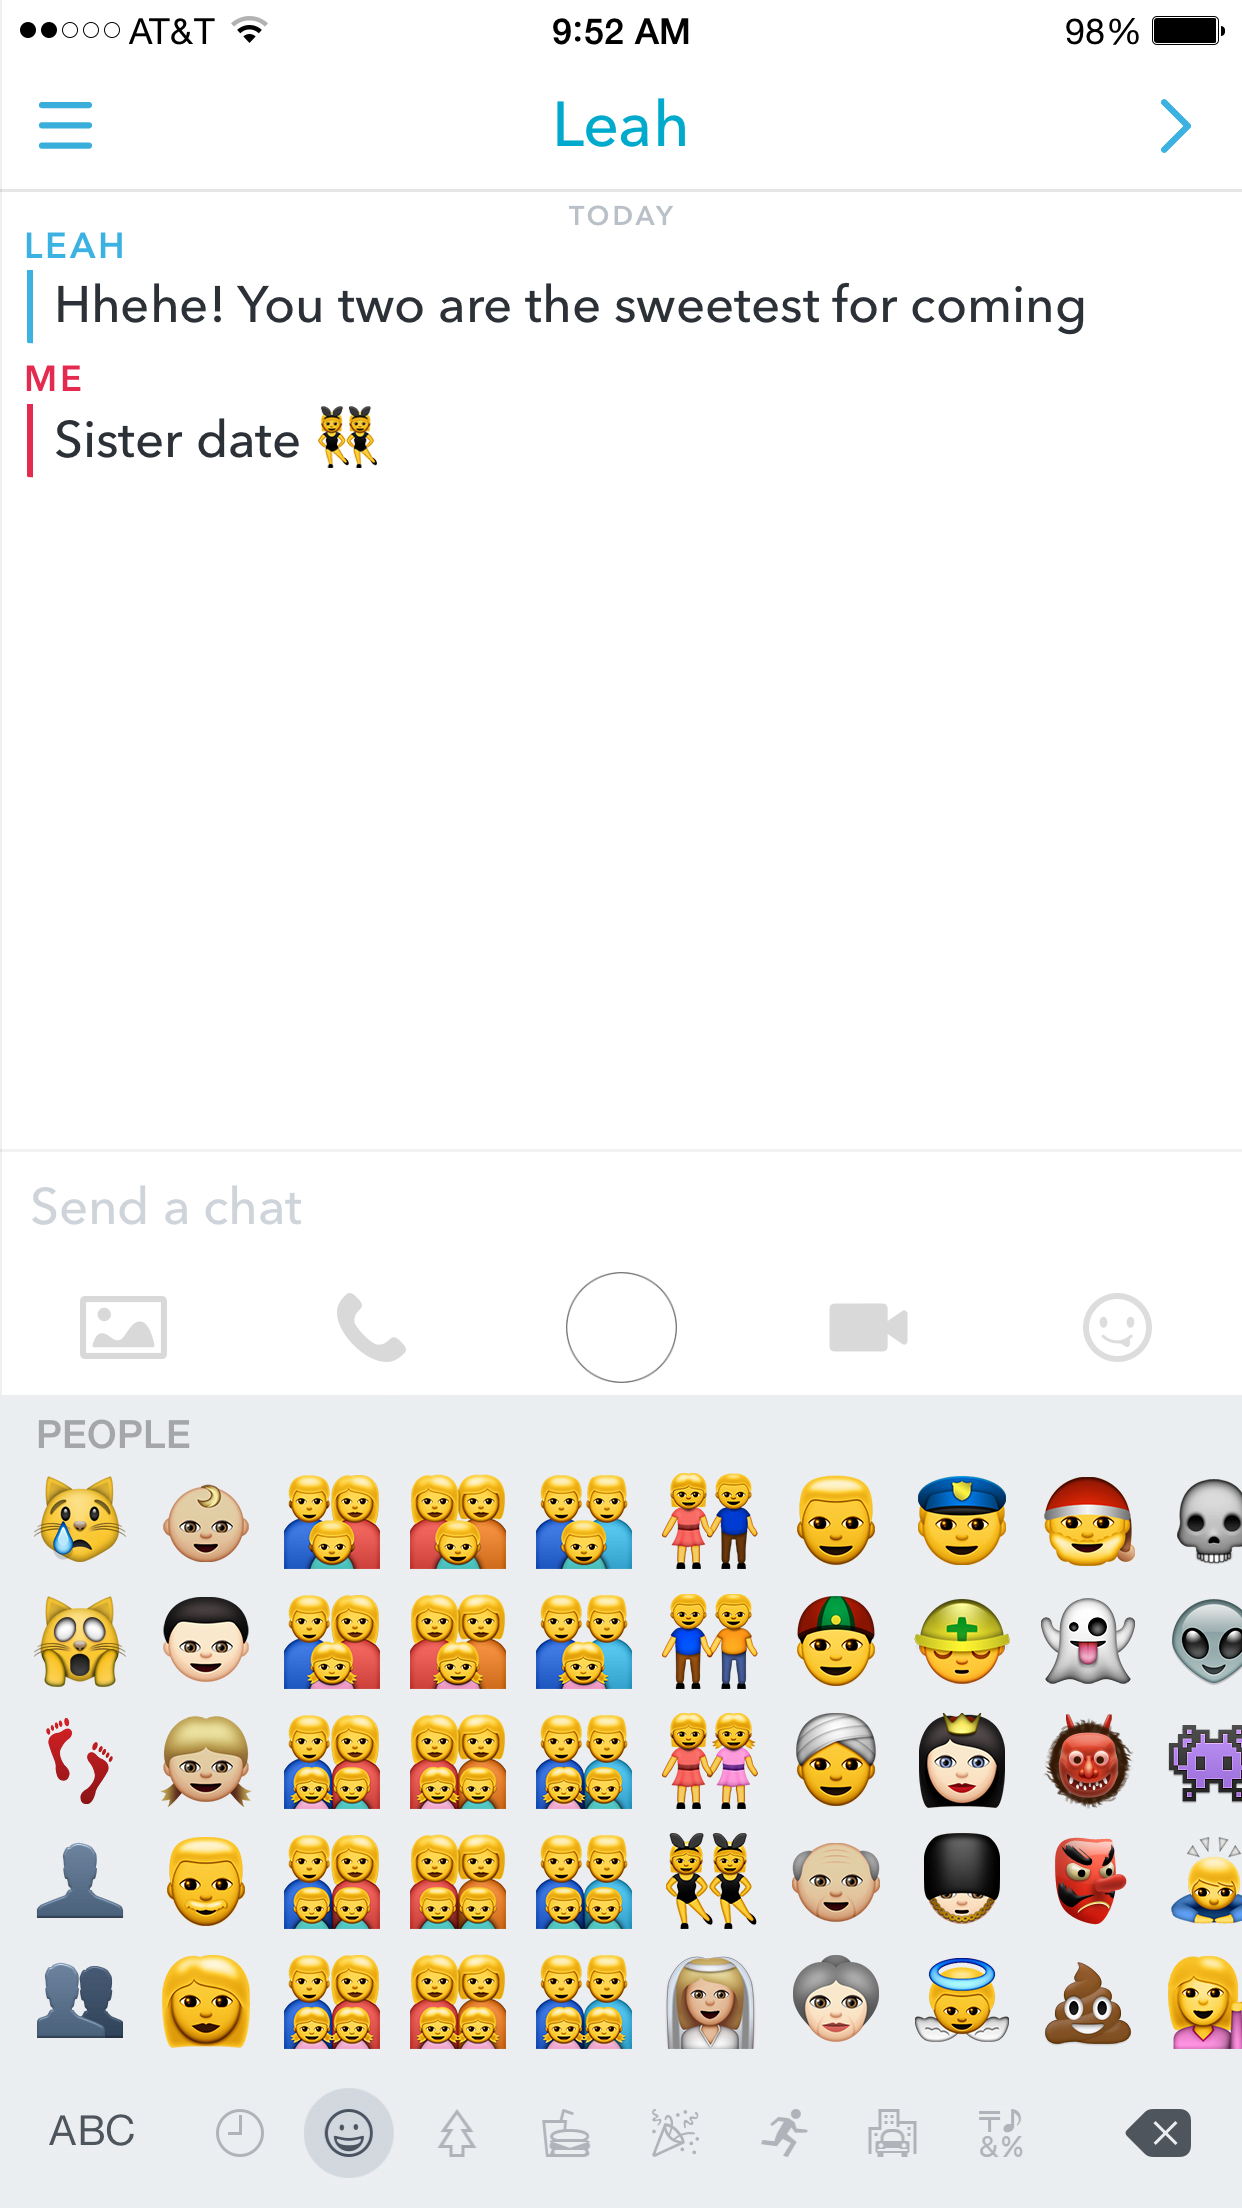 AT&T 9:52 AM 98%
Leah
TODAY
LEAH
Hhehe! You two are the sweetest for coming
ME
Sister date 👯
Send a chat
PEOPLE
ABC
&%